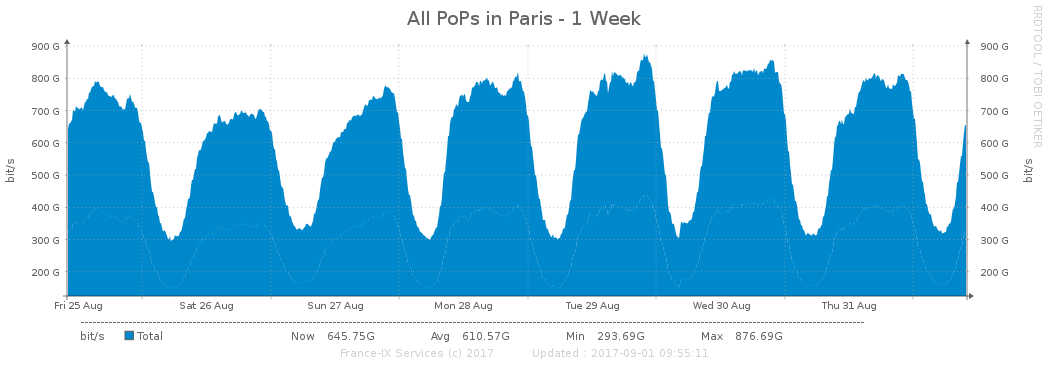 All PoPs in Paris - 1 Week
RRDTOOL / TOBI OETIKER
900 G 900 G
800 G 800 G
700 G 700 G
600 G 600 G
500 G 500 G
400 G 400 G
300 G 300 G
200 G 200 G
bit/s bit/s
Fri 25 Aug Sat 26 Aug Sun 27 Aug Mon 28 Aug Tue 29 Aug Wed 30 Aug Thu 31 Aug
bit/s Total Now 645.75G Avg 610.57G Min 293.69G Max 876.69G
France-IX Services (c) 2017 Updated : 2017-09-01 09:55:11